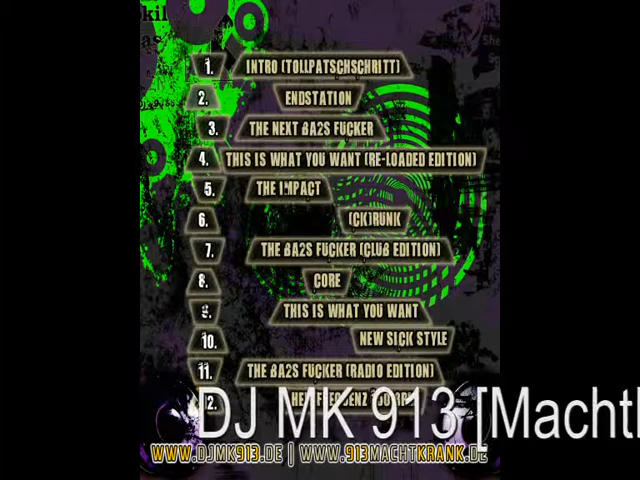 1. INTRO (TOLLPATSCHSCHRITT)
2. ENDSTATION
3. THE NEXT BA2S FUCKER
4. THIS IS WHAT YOU WANT (RE-LOADED EDITION)
5. THE IMPACT
6. (CK)RUNK
7. THE BA2S FUCKER (CLUB EDITION)
8. CORE
9. THIS IS WHAT YOU WANT
10. NEW SICK STYLE
11. THE BA2S FUCKER (RADIO EDITION)
12.
DJ MK 913 [Machtk
WWW.DJMK913.DE | WWW.913MACHTKRANK.DE